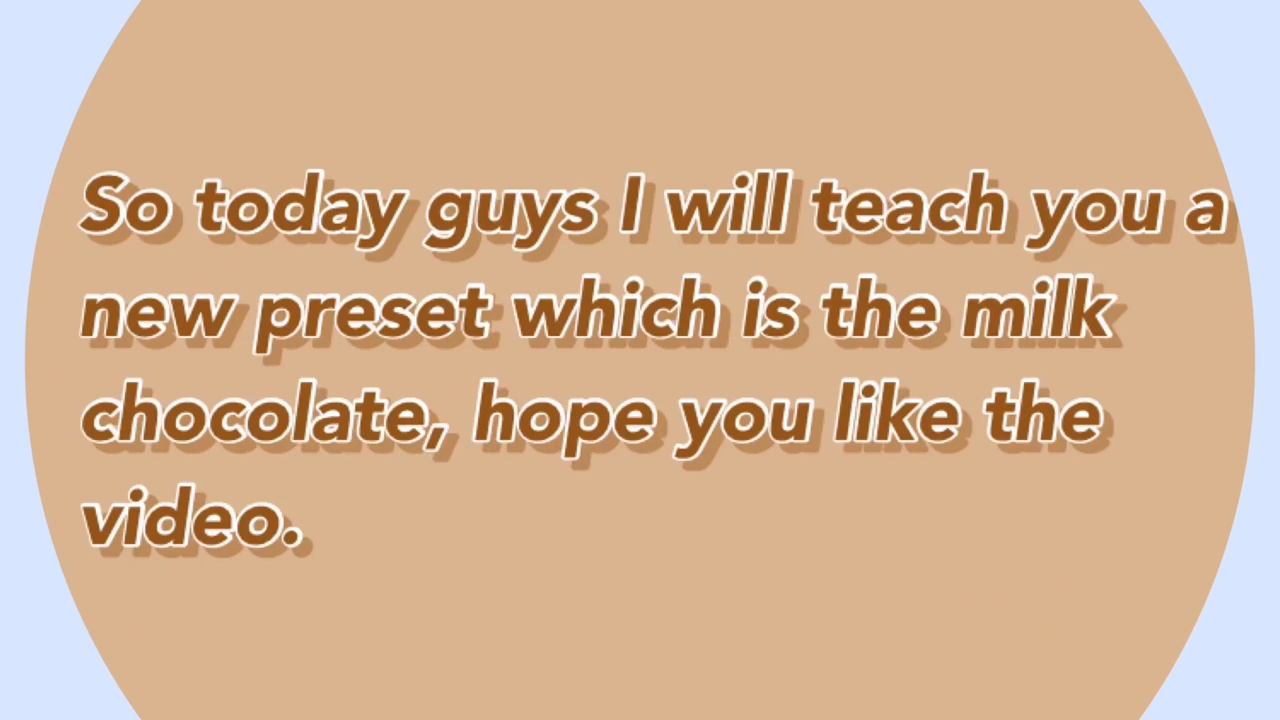 So today guys I will teach you a
new preset which is the milk
chocolate, hope you like the
video.